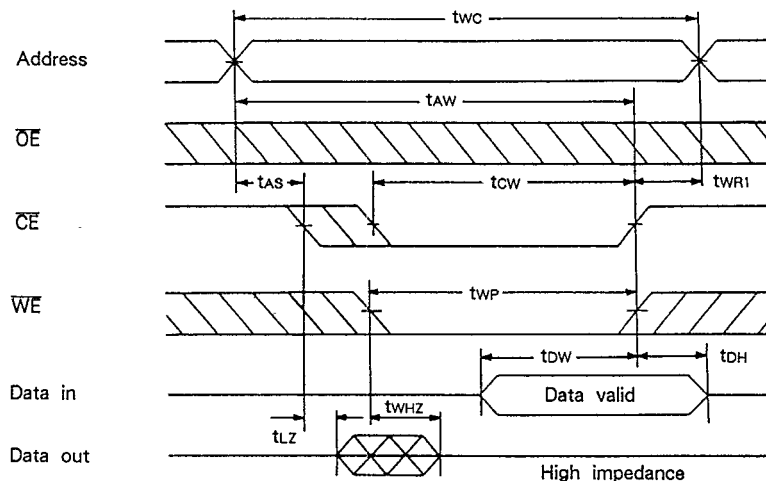 tWC
Address
tAW
OE
tAS
tCW
tWR1
CE
tWP
WE
tDW
tDH
Data in
Data valid
tWHZ
tLZ
Data out
High impedance